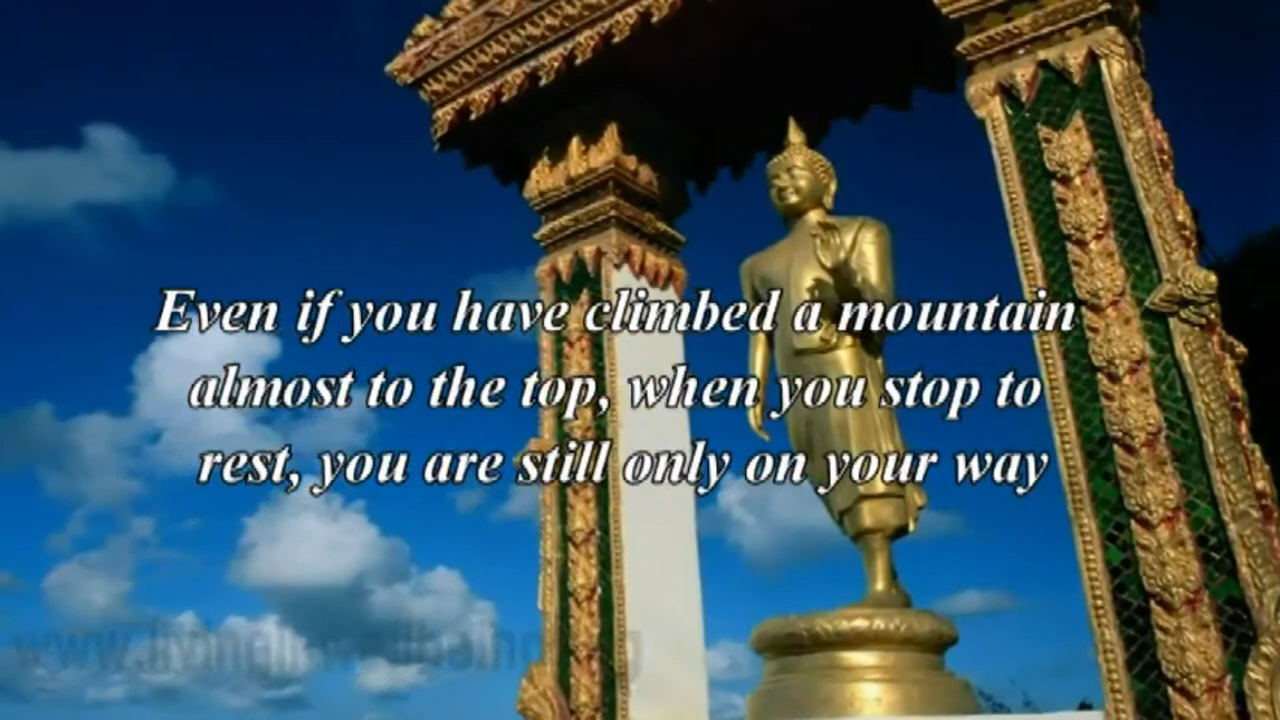 Even if you have climbed a mountain
almost to the top, when you stop to
rest, you are still only on your way